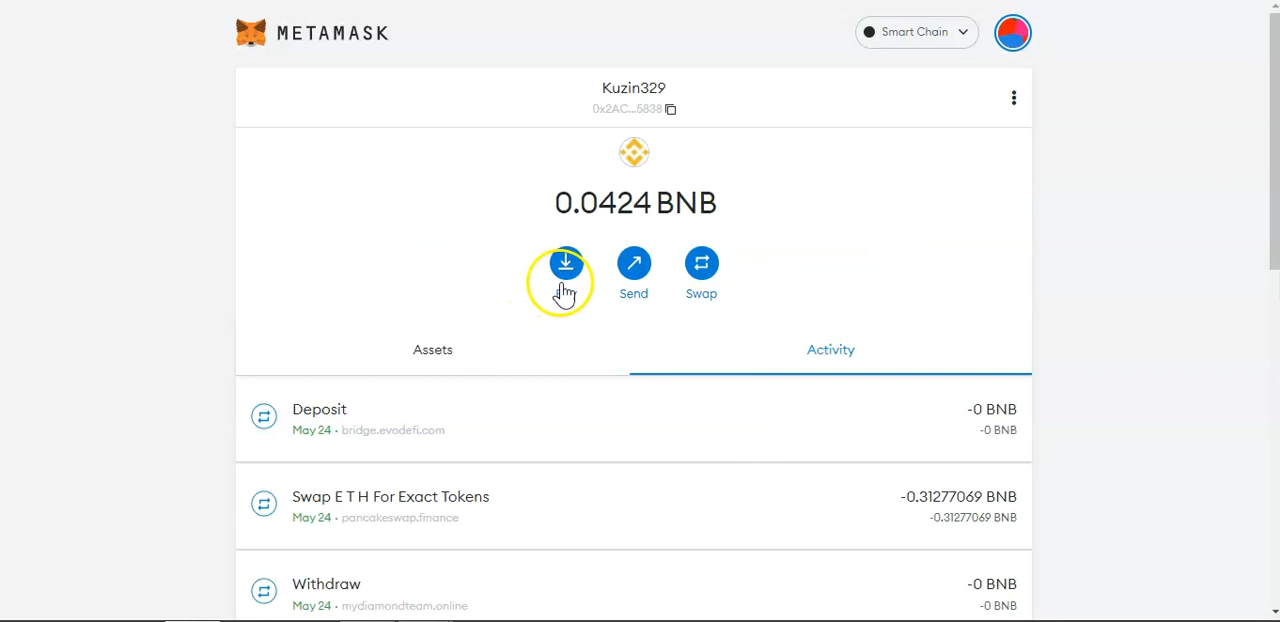 METAMASK
Smart Chain
Kuzin329
0x2AC...5838
0.0424 BNB
Send
Swap
Assets
Activity
Deposit
-0 BNB
May 24 · bridge.evodefi.com
-0 BNB
Swap E T H For Exact Tokens
-0.31277069 BNB
May 24 · pancakeswap.finance
-0.31277069 BNB
Withdraw
-0 BNB
May 24 · mydiamondteam.online
-0 BNB